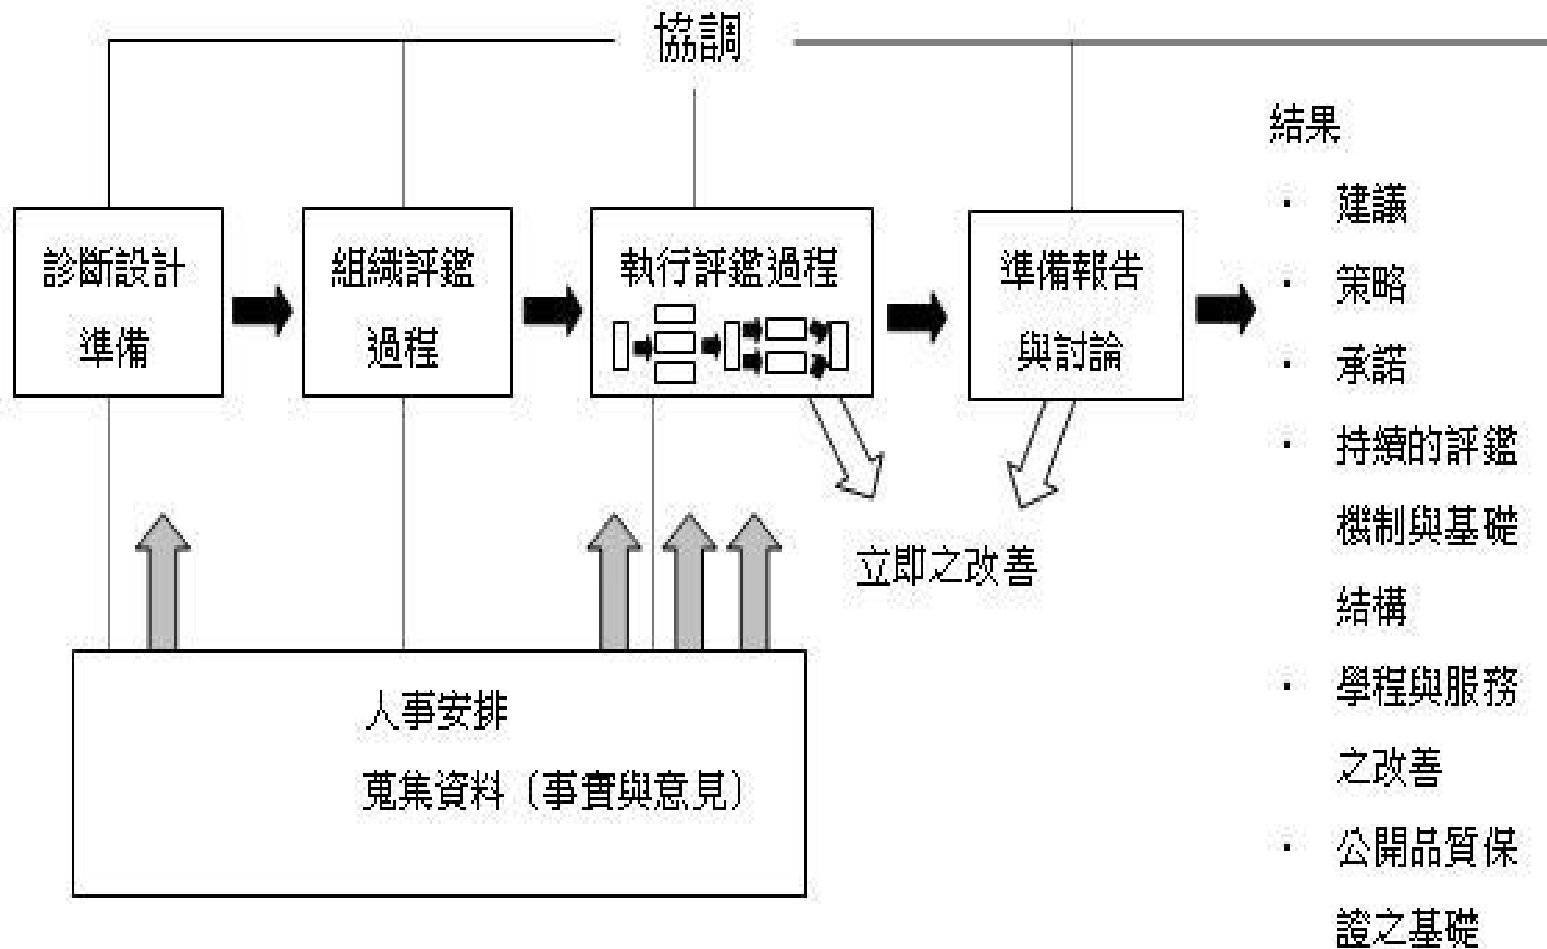 協調
診斷設計
準備
組織評鑑
過程
執行評鑑過程
準備報告
與討論
立即之改善
人事安排
蒐集資料（事實與意見）
結果
· 建議
· 策略
· 承諾
· 持續的評鑑
機制與基礎
結構
· 學程與服務
之改善
· 公開品質保
證之基礎